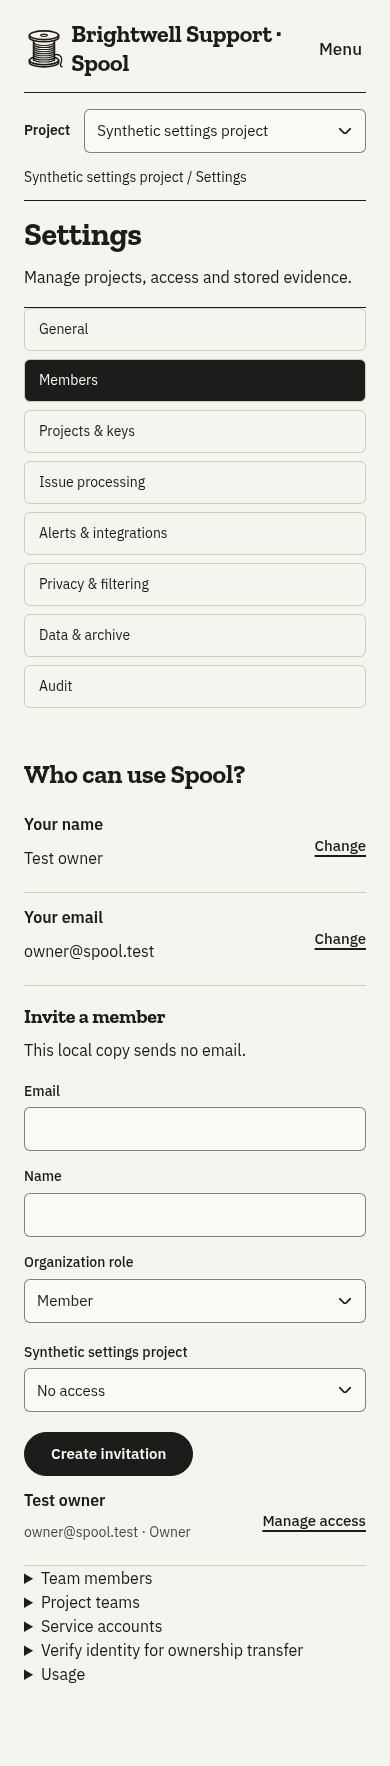 Brightwell Support ·
Spool
Menu
Project
Synthetic settings project
Synthetic settings project / Settings
Settings
Manage projects, access and stored evidence.
General
Members
Projects & keys
Issue processing
Alerts & integrations
Privacy & filtering
Data & archive
Audit
Who can use Spool?
Your name
Test owner
Change
Your email
owner@spool.test
Change
Invite a member
This local copy sends no email.
Email
Name
Organization role
Member
Synthetic settings project
No access
Create invitation
Test owner
owner@spool.test · Owner
Manage access
Team members
Project teams
Service accounts
Verify identity for ownership transfer
Usage